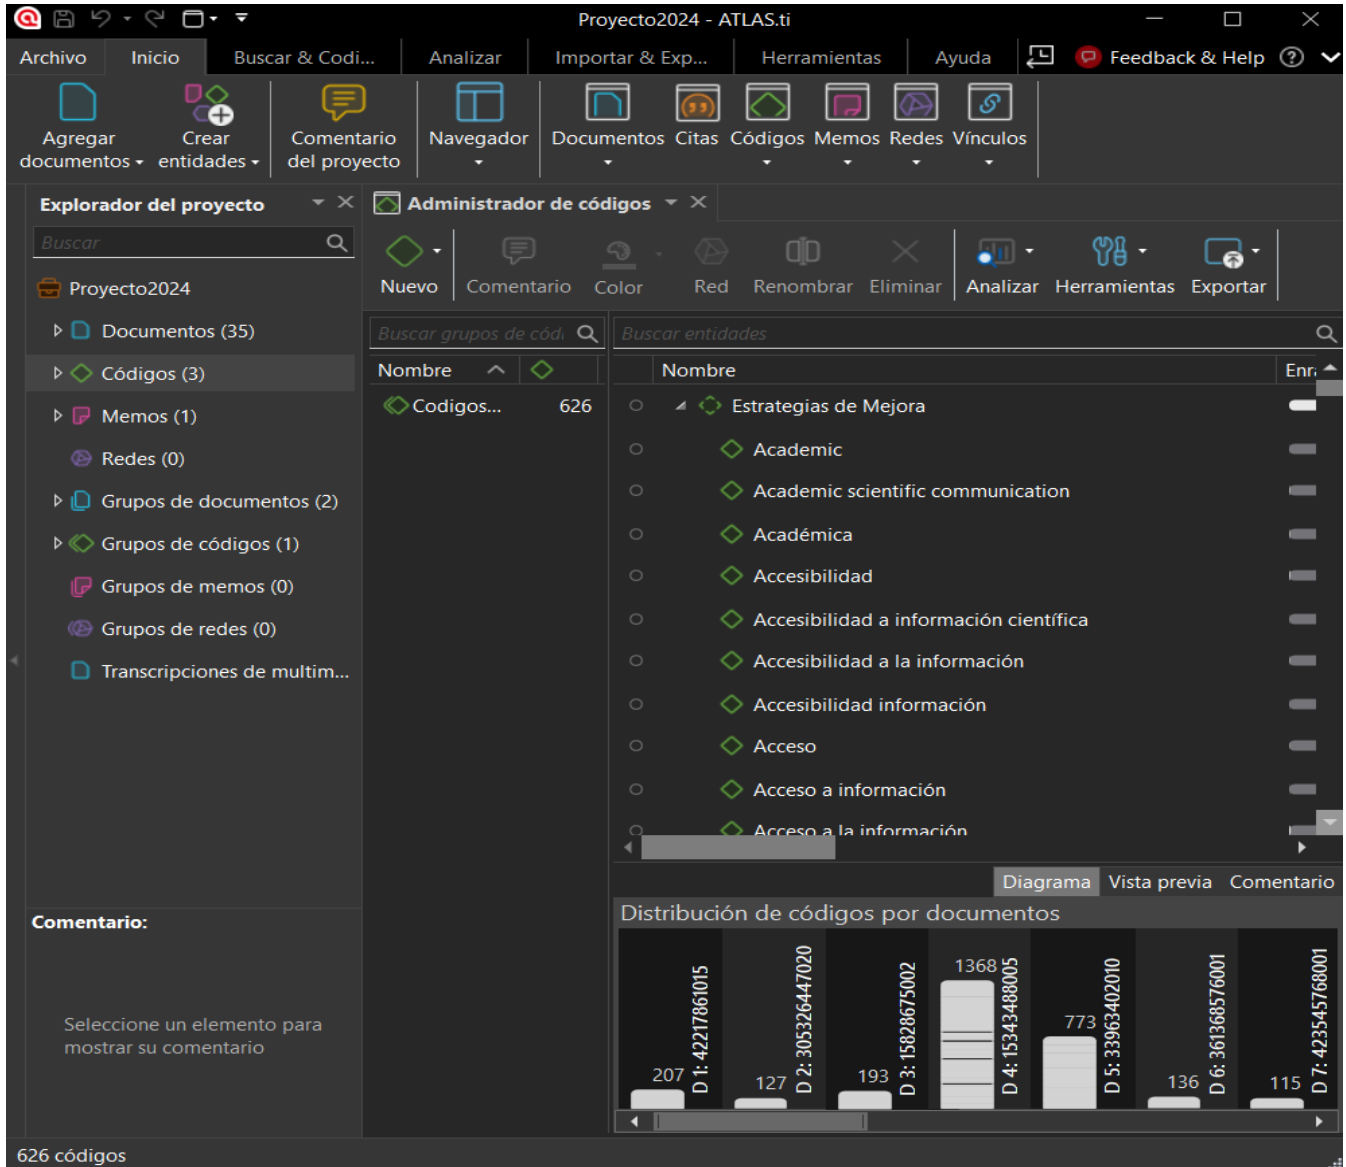 Proyecto2024 - ATLAS.ti
Archivo Inicio Buscar & Codi... Analizar Importar & Exp... Herramientas Ayuda Feedback & Help
Agregar documentos
Crear entidades
Comentario del proyecto
Navegador
Documentos Citas Códigos Memos Redes Vínculos
Explorador del proyecto
Buscar
Proyecto2024
Documentos (35)
Códigos (3)
Memos (1)
Redes (0)
Grupos de documentos (2)
Grupos de códigos (1)
Grupos de memos (0)
Grupos de redes (0)
Transcripciones de multim...
Comentario:
Seleccione un elemento para
mostrar su comentario
Administrador de códigos
Nuevo Comentario Color Red Renombrar Eliminar Analizar Herramientas Exportar
Buscar grupos de códi
Nombre
Codigos... 626
Buscar entidades
Nombre Enra
Estrategias de Mejora
Academic
Academic scientific communication
Académica
Accesibilidad
Accesibilidad a información científica
Accesibilidad a la información
Accesibilidad información
Acceso
Acceso a información
Acceso a la información
Diagrama Vista previa Comentario
Distribución de códigos por documentos
207 D 1: 42217861015
127 D 2: 305326447020
193 D 3: 15828675002
1368 D 4: 15343488005
773 D 5: 33963402010
136 D 6: 361368576001
115 D 7: 423545768001
626 códigos